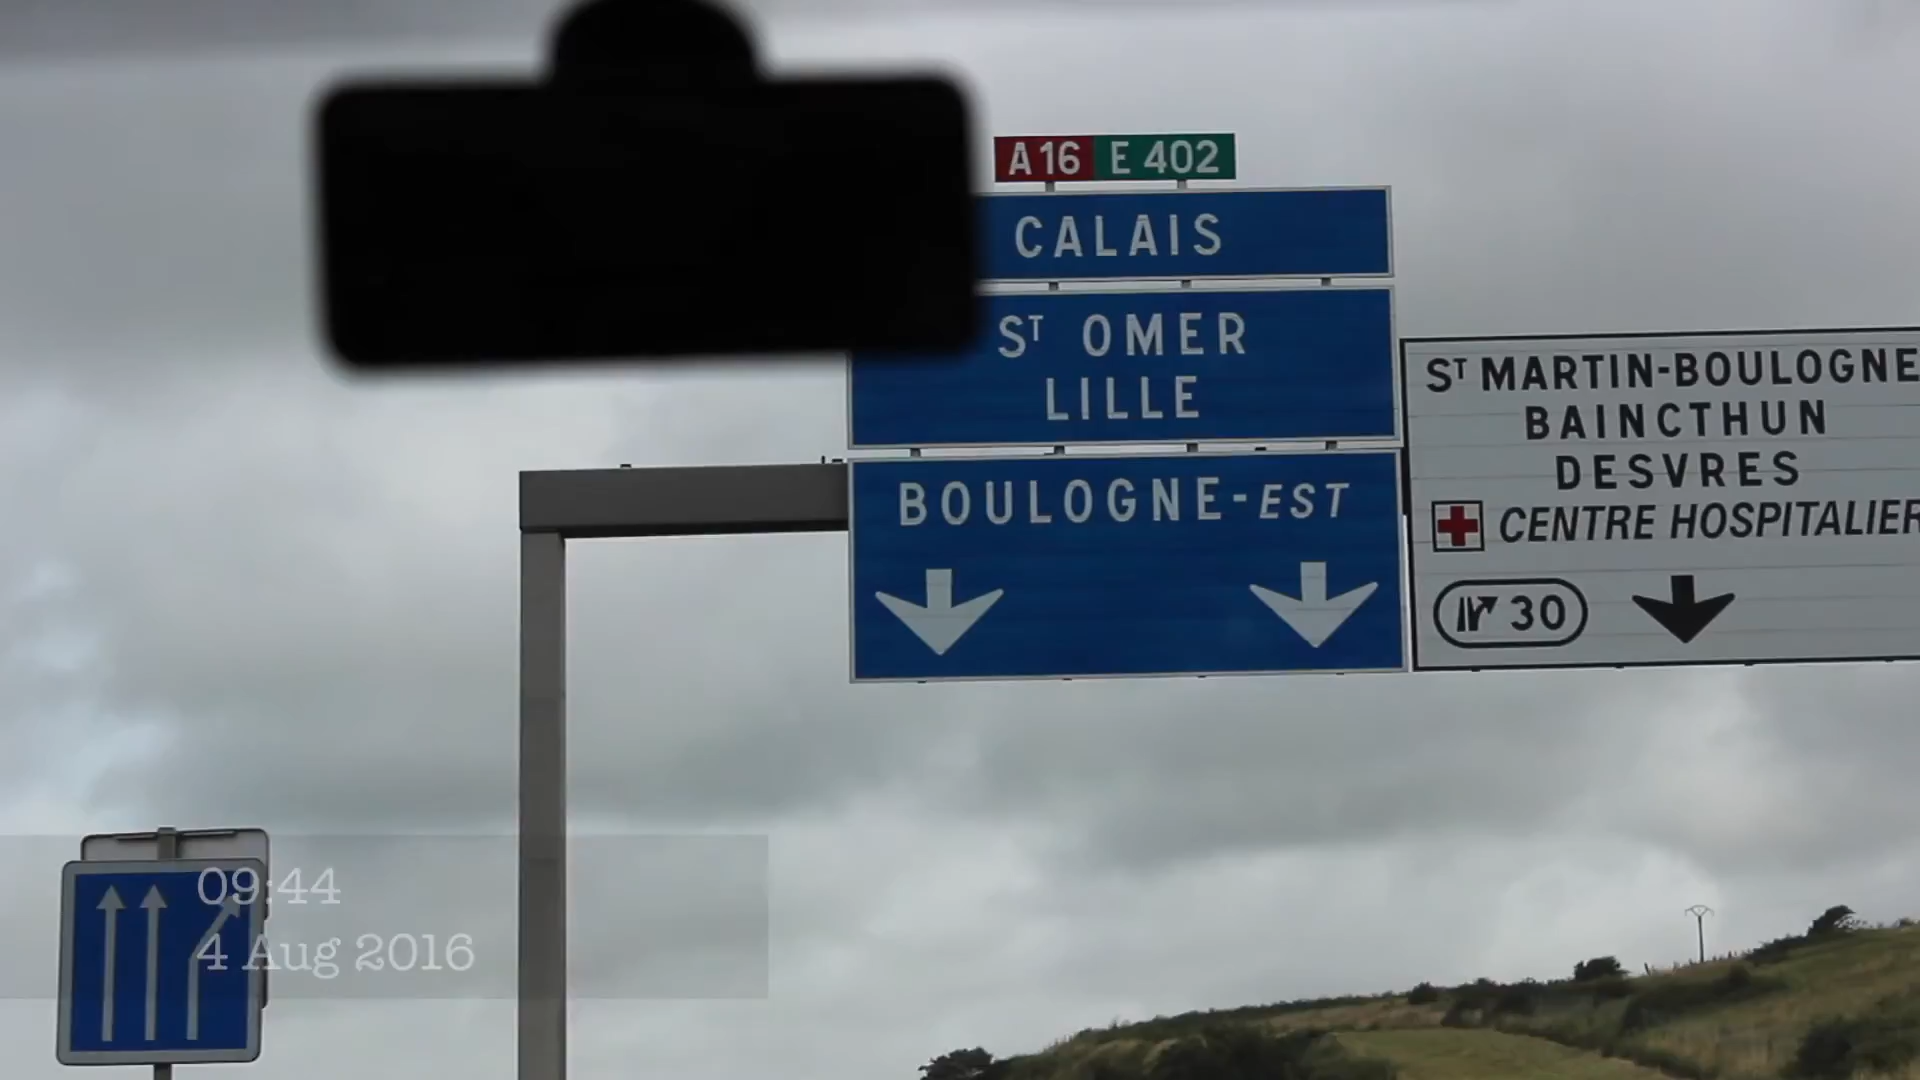 A16 E 402
CALAIS
ST OMER
LILLE
BOULOGNE-EST
ST MARTIN-BOULOGNE
BAINCTHUN
DESVRES
CENTRE HOSPITALIER
30
09:44
4 Aug 2016